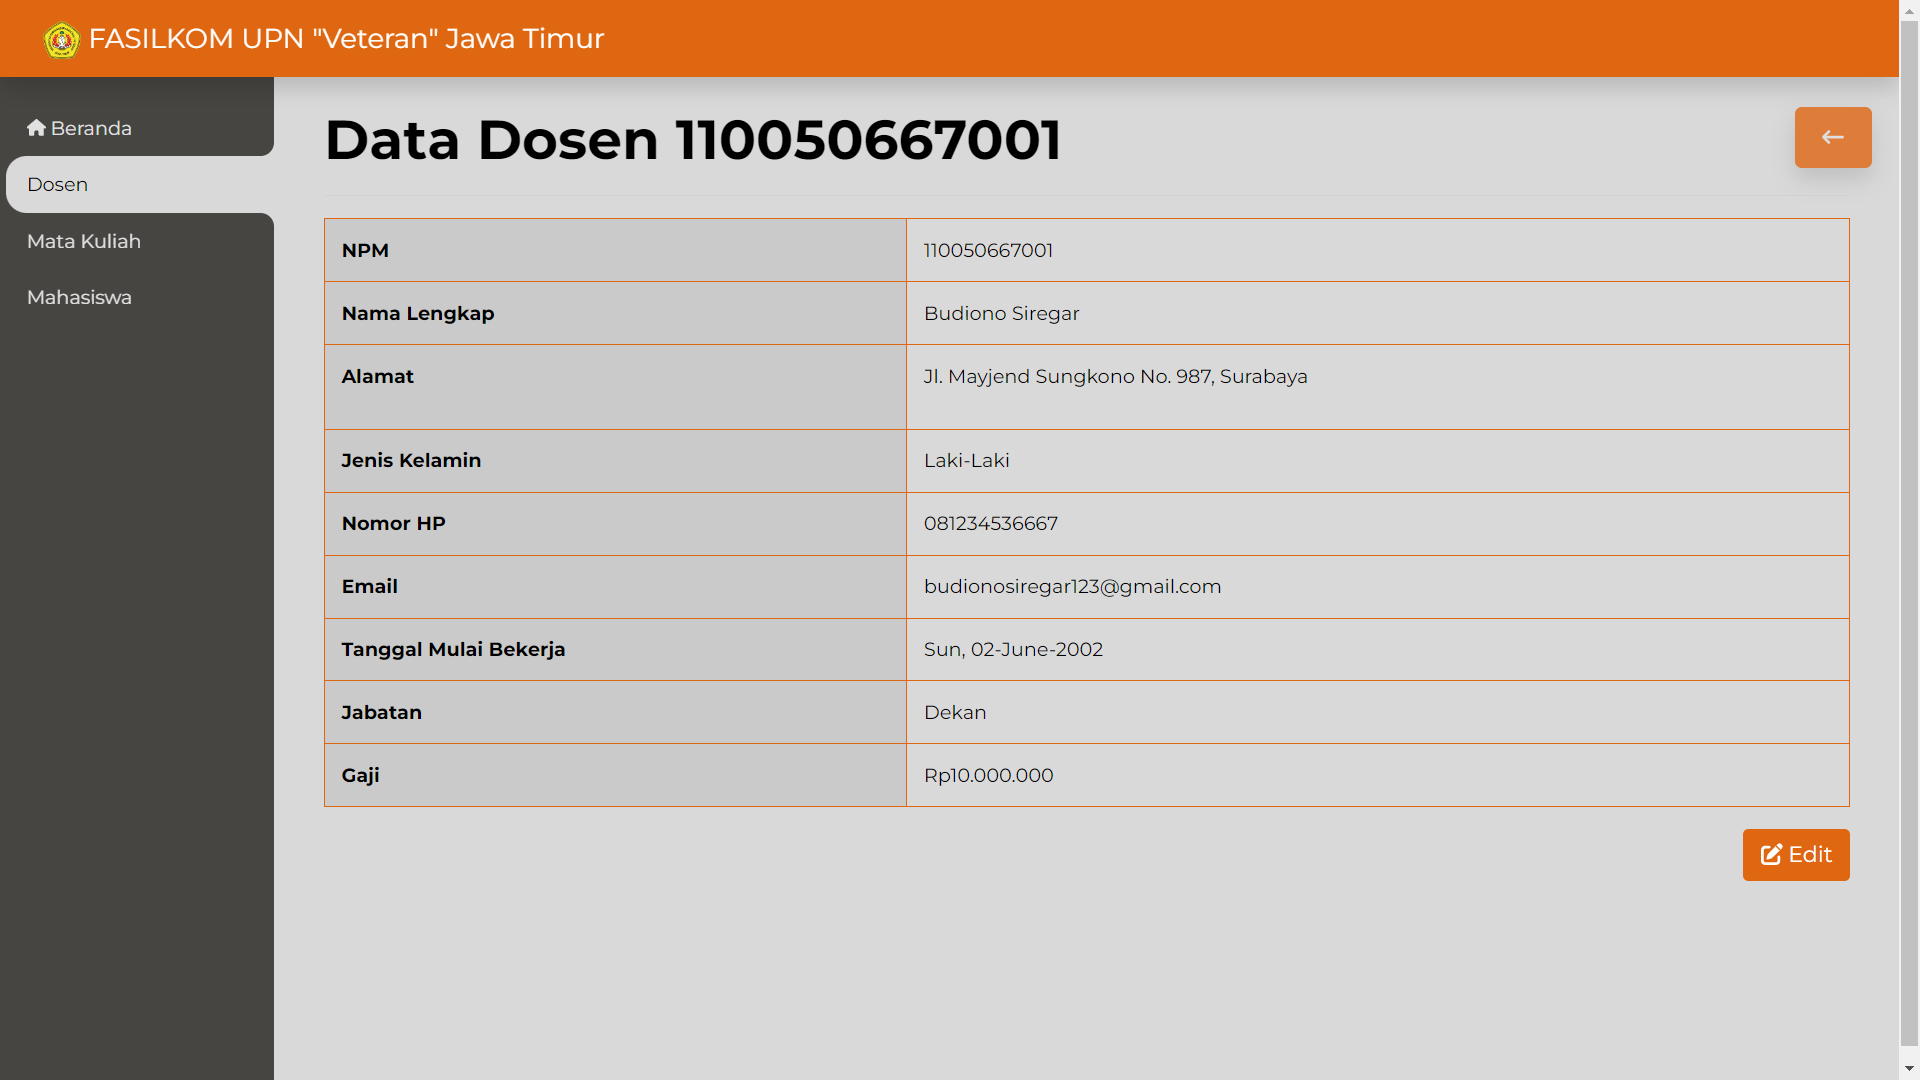 FASILKOM UPN "Veteran" Jawa Timur
Beranda
Dosen
Mata Kuliah
Mahasiswa
Data Dosen 110050667001
NPM 110050667001
Nama Lengkap Budiono Siregar
Alamat Jl. Mayjend Sungkono No. 987, Surabaya
Jenis Kelamin Laki-Laki
Nomor HP 081234536667
Email budionosiregar123@gmail.com
Tanggal Mulai Bekerja Sun, 02-June-2002
Jabatan Dekan
Gaji Rp10.000.000
Edit